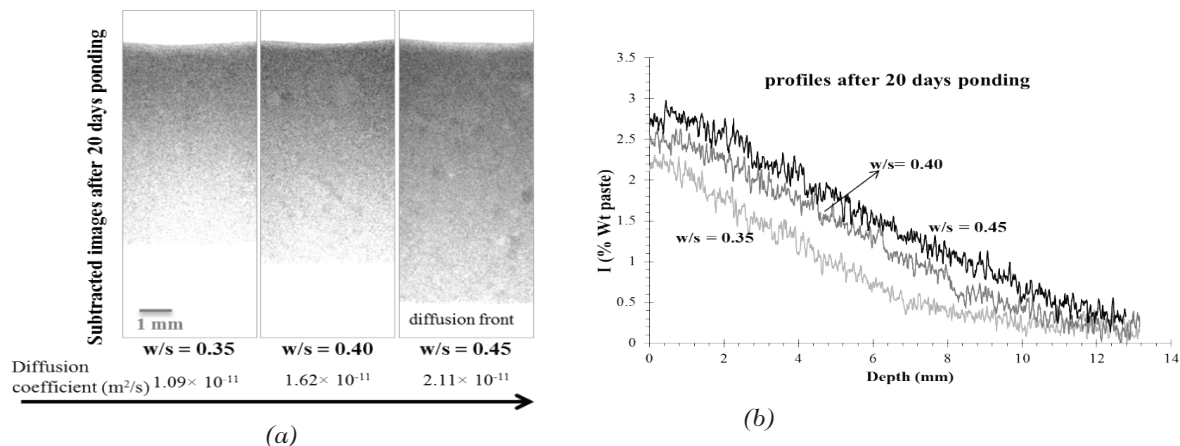 Subtracted images after 20 days ponding
1 mm
diffusion front
w/s = 0.35 w/s = 0.40 w/s = 0.45
Diffusion
coefficient (m²/s) 1.09× 10⁻¹¹ 1.62× 10⁻¹¹ 2.11× 10⁻¹¹
(a)
profiles after 20 days ponding
I (% Wt paste)
3.5
3
2.5
2
1.5
1
0.5
0
w/s= 0.40
w/s = 0.45
w/s = 0.35
0 2 4 6 8 10 12 14
Depth (mm)
(b)